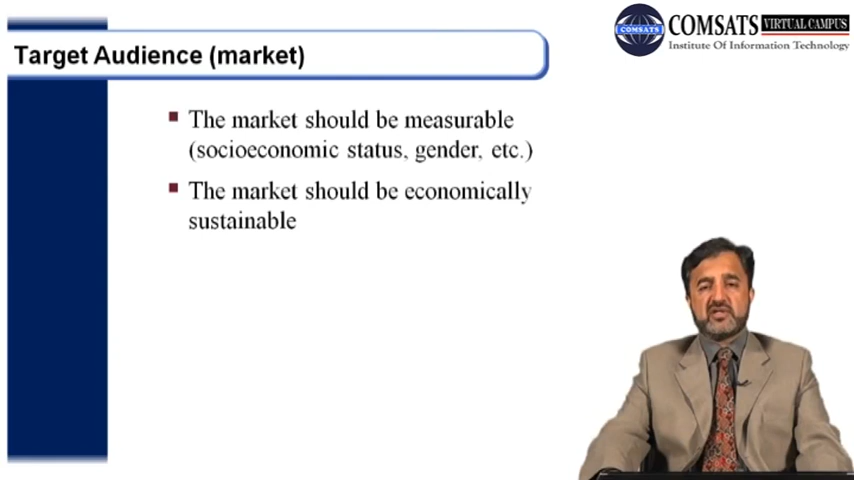 COMSATS VIRTUAL CAMPUS
COMSATS
Institute Of Information Technology
Target Audience (market)
The market should be measurable
(socioeconomic status, gender, etc.)
The market should be economically
sustainable